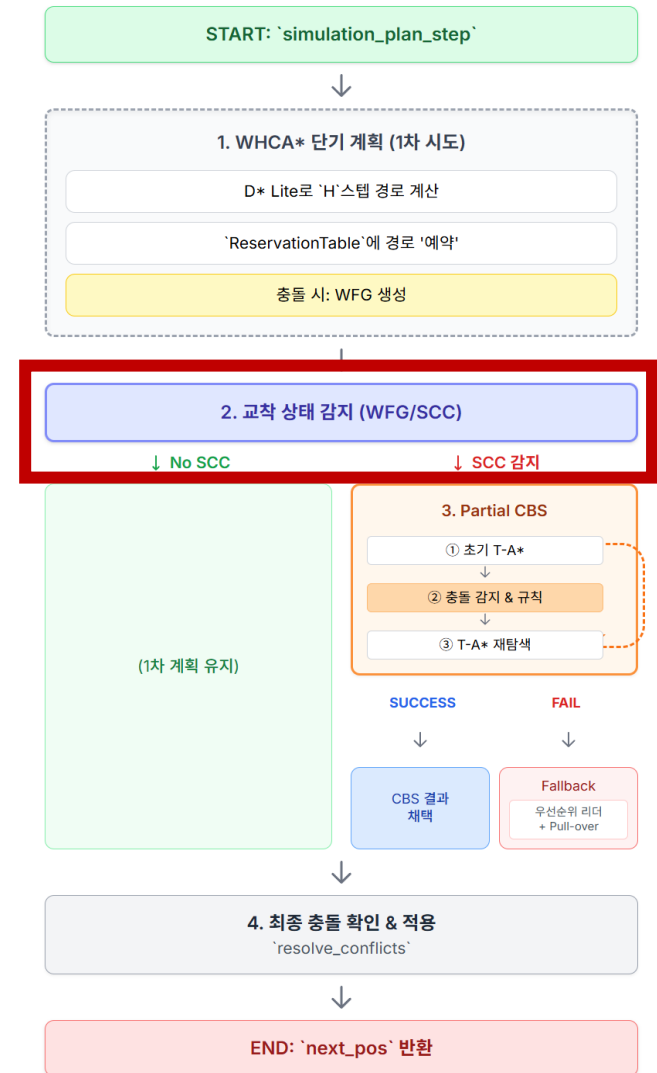 START: `simulation_plan_step`
1. WHCA* 단기 계획 (1차 시도)
D* Lite로 `H`스텝 경로 계산
`ReservationTable`에 경로 '예약'
충돌 시: WFG 생성
2. 교착 상태 감지 (WFG/SCC)
↓ No SCC
↓ SCC 감지
(1차 계획 유지)
3. Partial CBS
① 초기 T-A*
② 충돌 감지 & 규칙
③ T-A* 재탐색
SUCCESS
FAIL
CBS 결과
채택
Fallback
우선순위 리더
+ Pull-over
4. 최종 충돌 확인 & 적용
`resolve_conflicts`
END: `next_pos` 반환